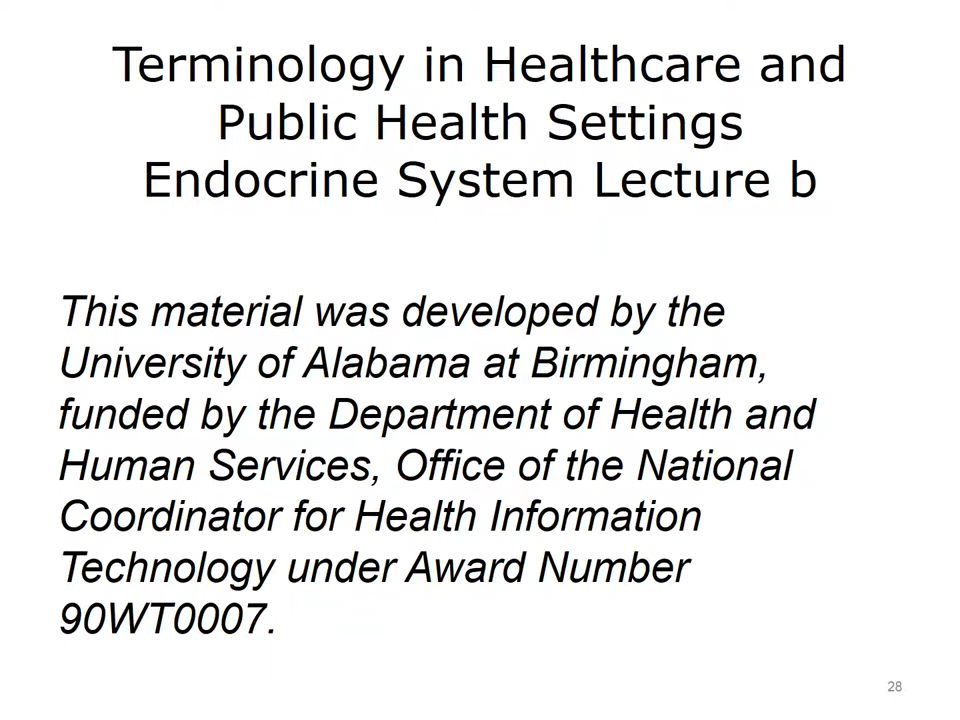 Terminology in Healthcare and
Public Health Settings
Endocrine System Lecture b
This material was developed by the
University of Alabama at Birmingham,
funded by the Department of Health and
Human Services, Office of the National
Coordinator for Health Information
Technology under Award Number
90WT0007.
28